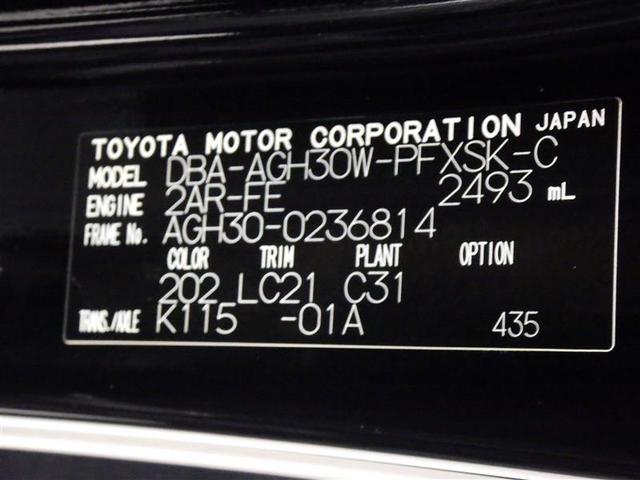 TOYOTA MOTOR CORPORATION JAPAN
MODEL DBA-AGH30W-PFXSK-C
ENGINE 2AR-FE 2493 mL
FRAME No. AGH30-0236814
COLOR TRIM PLANT OPTION
202 LC21 C31
TRANS./AXLE K115 -01A 435